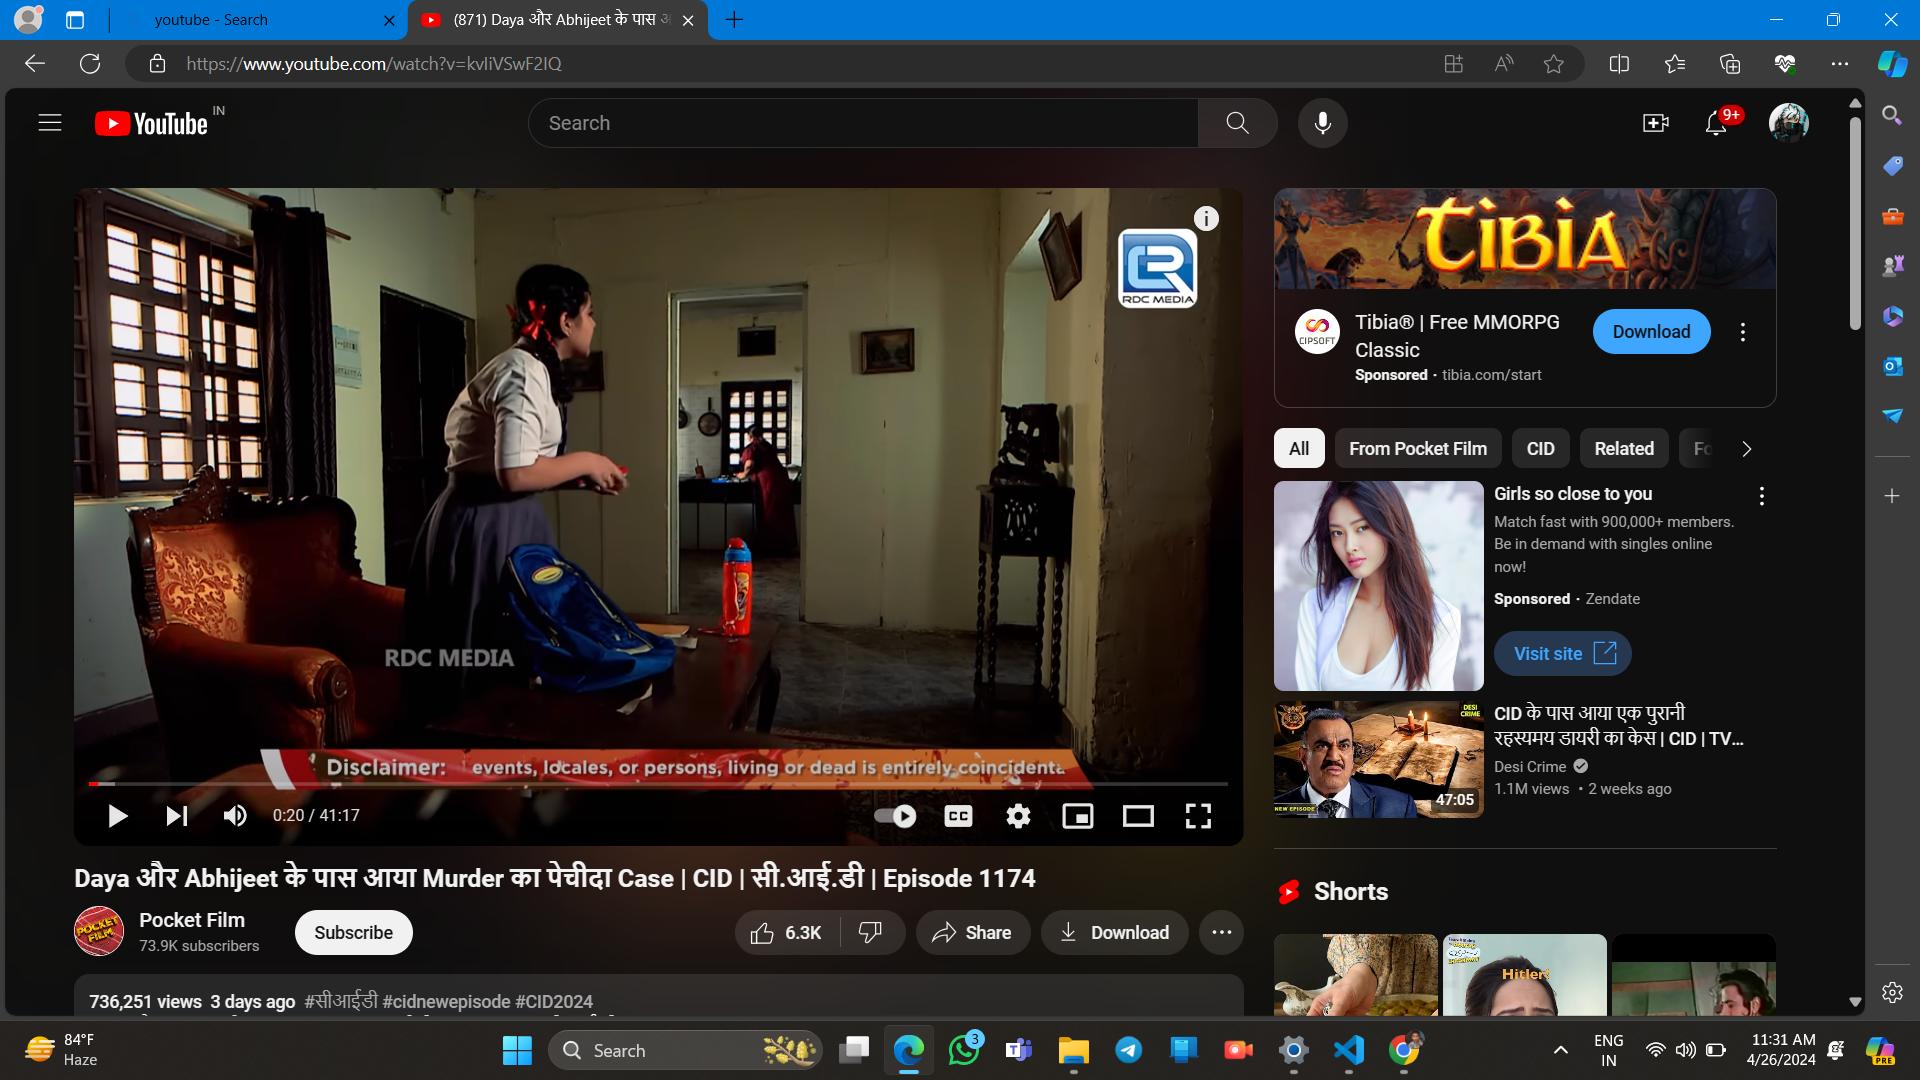 youtube - Search
(871) Daya और Abhijeet के पास
https://www.youtube.com/watch?v=kvIiVSwF2IQ
YouTube IN
Search
9+
RDC MEDIA
RDC MEDIA
Disclaimer: events, locales, or persons, living or dead is entirely coincidenta
0:20 / 41:17
CC
Daya और Abhijeet के पास आया Murder का पेचीदा Case | CID | सी.आई.डी | Episode 1174
POCKET FILM
Pocket Film
73.9K subscribers
Subscribe
6.3K
Share
Download
736,251 views 3 days ago #सीआईडी #cidnewepisode #CID2024
TIBIA
CIPSOFT
Tibia® | Free MMORPG
Classic
Sponsored · tibia.com/start
Download
All
From Pocket Film
CID
Related
Fo
Girls so close to you
Match fast with 900,000+ members.
Be in demand with singles online
now!
Sponsored · Zendate
Visit site
DESI CRIME
NEW EPISODE
47:05
CID के पास आया एक पुरानी
रहस्यमय डायरी का केस | CID | TV...
Desi Crime
1.1M views • 2 weeks ago
Shorts
Hitler!
84°F
Haze
Search
3
PRE
ENG
IN
11:31 AM
4/26/2024